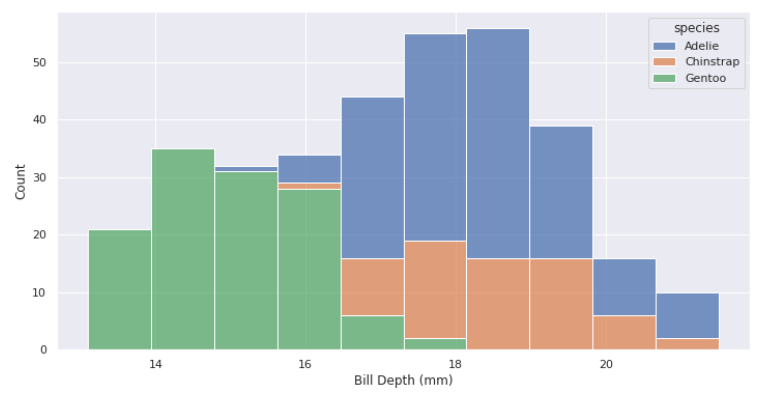 species
Adelie
Chinstrap
Gentoo
Count
50
40
30
20
10
0
14 16 18 20
Bill Depth (mm)